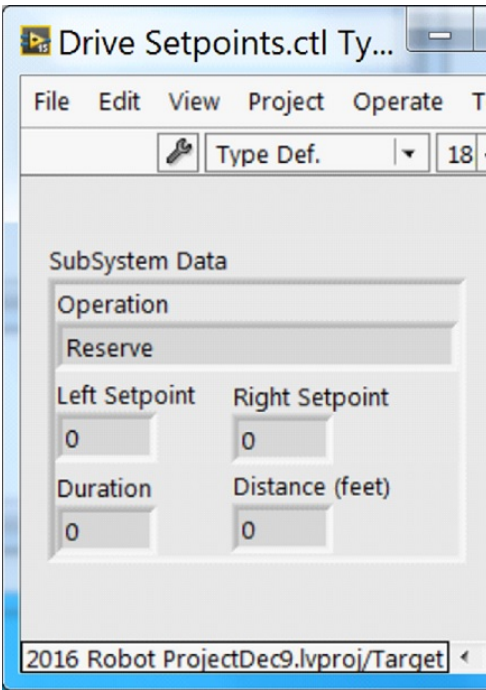 Drive Setpoints.ctl Ty...
File Edit View Project Operate T
Type Def. 18
SubSystem Data
Operation
Reserve
Left Setpoint Right Setpoint
0 0
Duration Distance (feet)
0 0
2016 Robot ProjectDec9.lvproj/Target